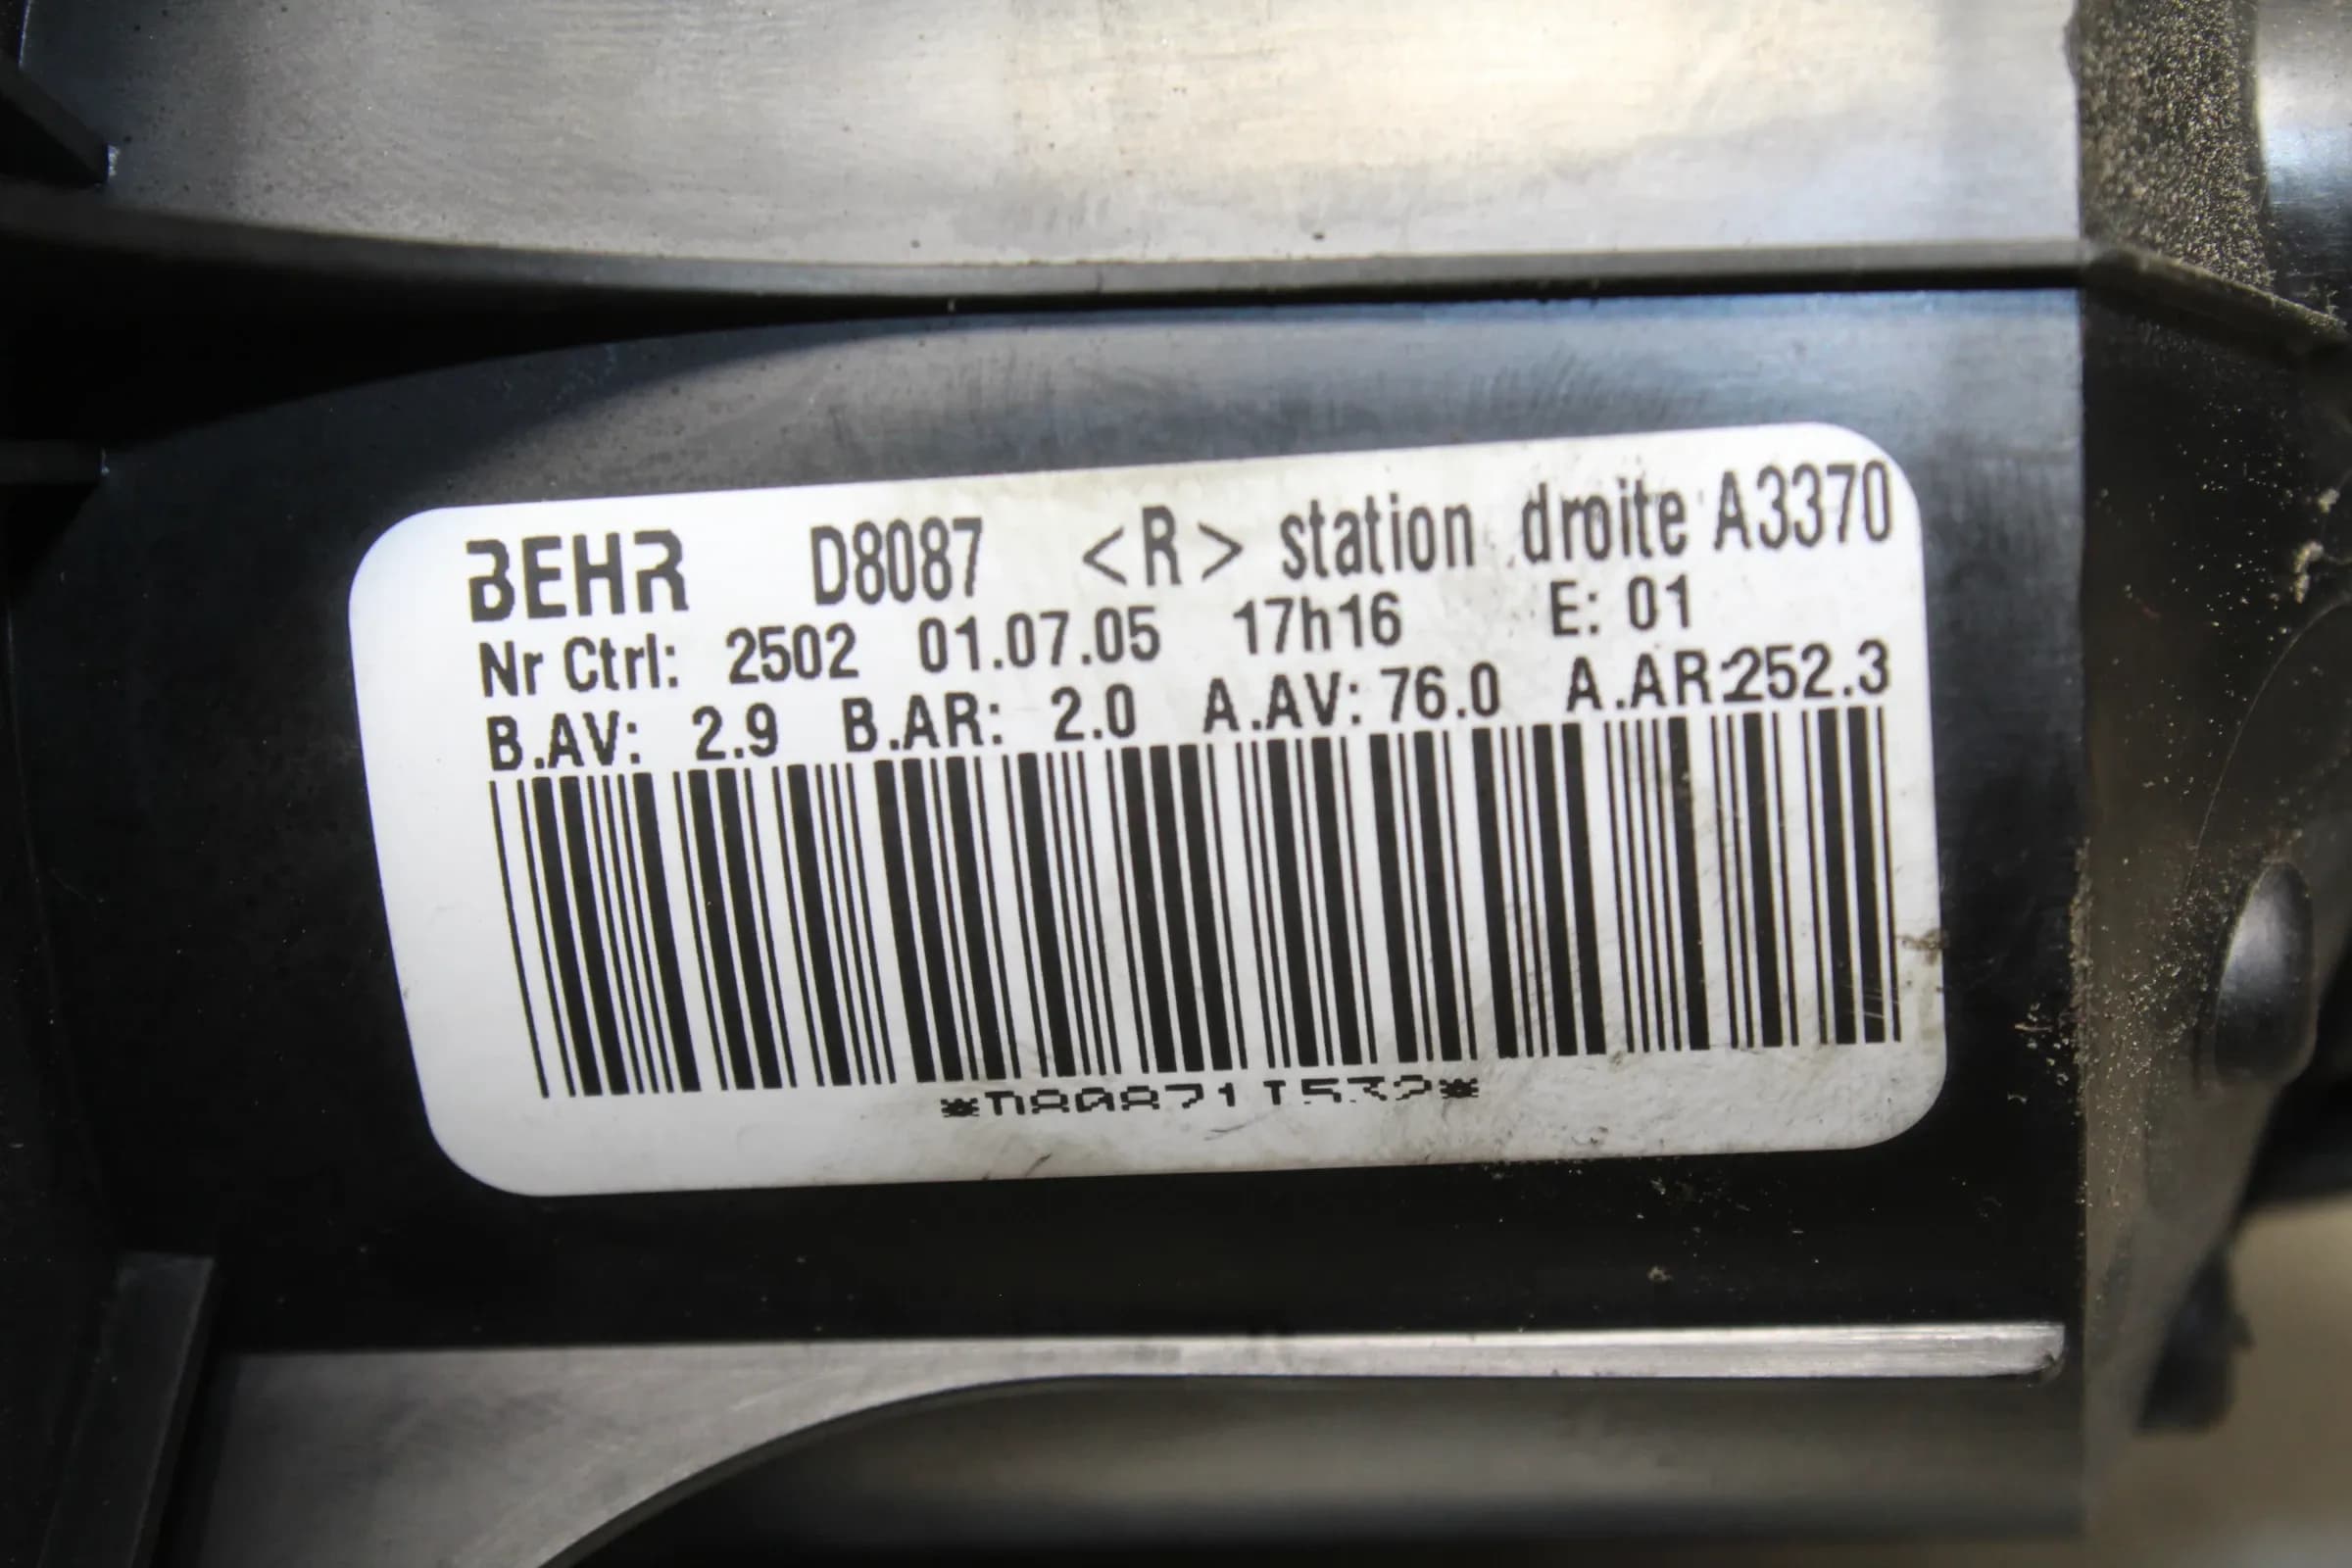 BEHR D8087 <R> station droite A3370
Nr Ctrl: 2502 01.07.05 17h16 E: 01
B.AV: 2.9 B.AR: 2.0 A.AV: 76.0 A.AR:252.3